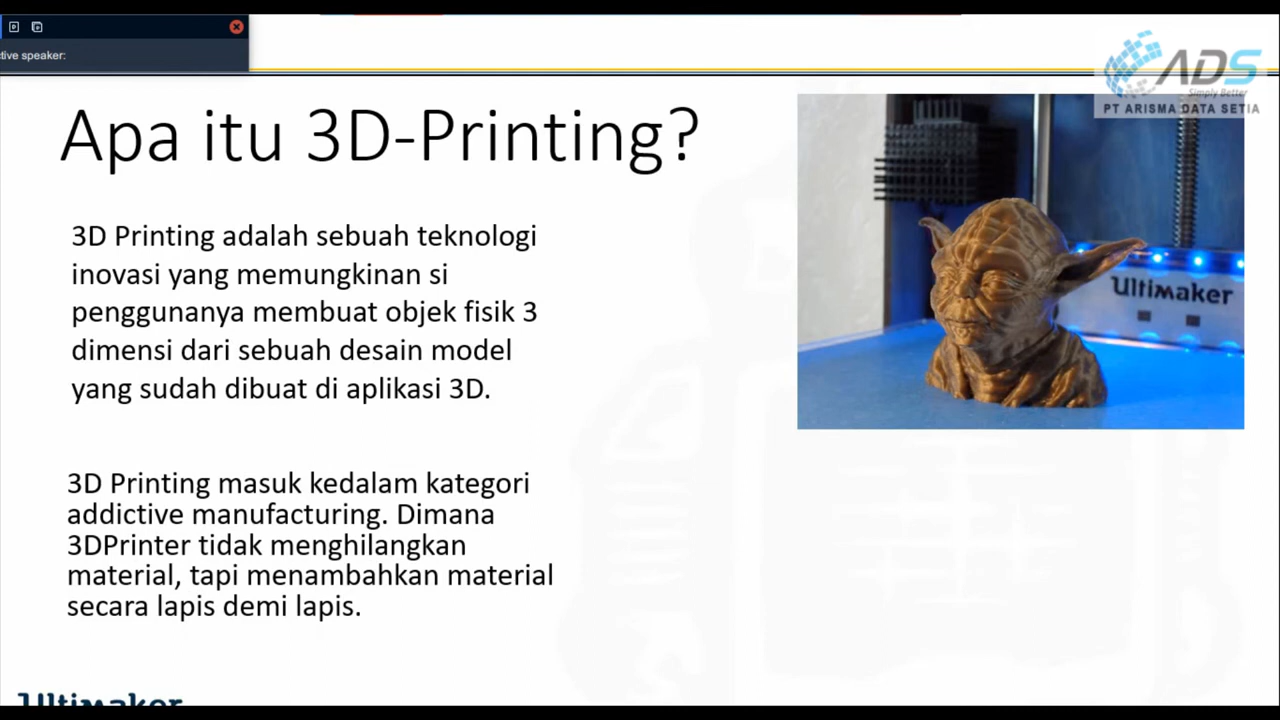 tive speaker:
ADS
Simply Better
PT ARISMA DATA SETIA
Apa itu 3D-Printing?
3D Printing adalah sebuah teknologi
inovasi yang memungkinan si
penggunanya membuat objek fisik 3
dimensi dari sebuah desain model
yang sudah dibuat di aplikasi 3D.
Ultimaker
3D Printing masuk kedalam kategori
addictive manufacturing. Dimana
3DPrinter tidak menghilangkan
material, tapi menambahkan material
secara lapis demi lapis.
Ultimaker